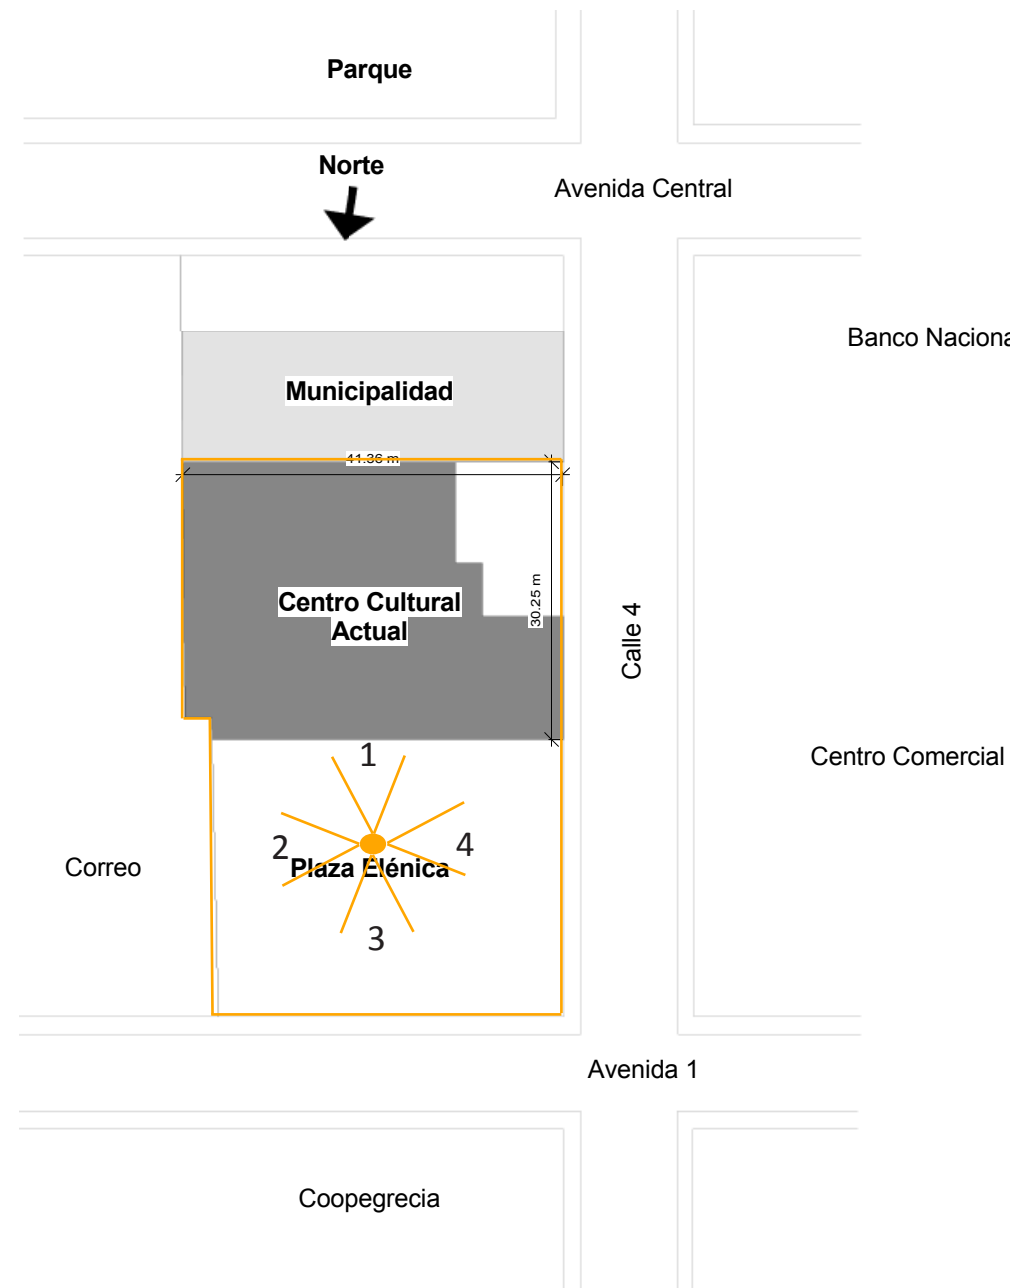 Parque
Norte
Avenida Central
Banco Naciona
Municipalidad
41.36 m
30.25 m
Centro Cultural
Actual
Calle 4
1
Centro Comercial
2
4
Correo
Plaza Elénica
3
Avenida 1
Coopegrecia